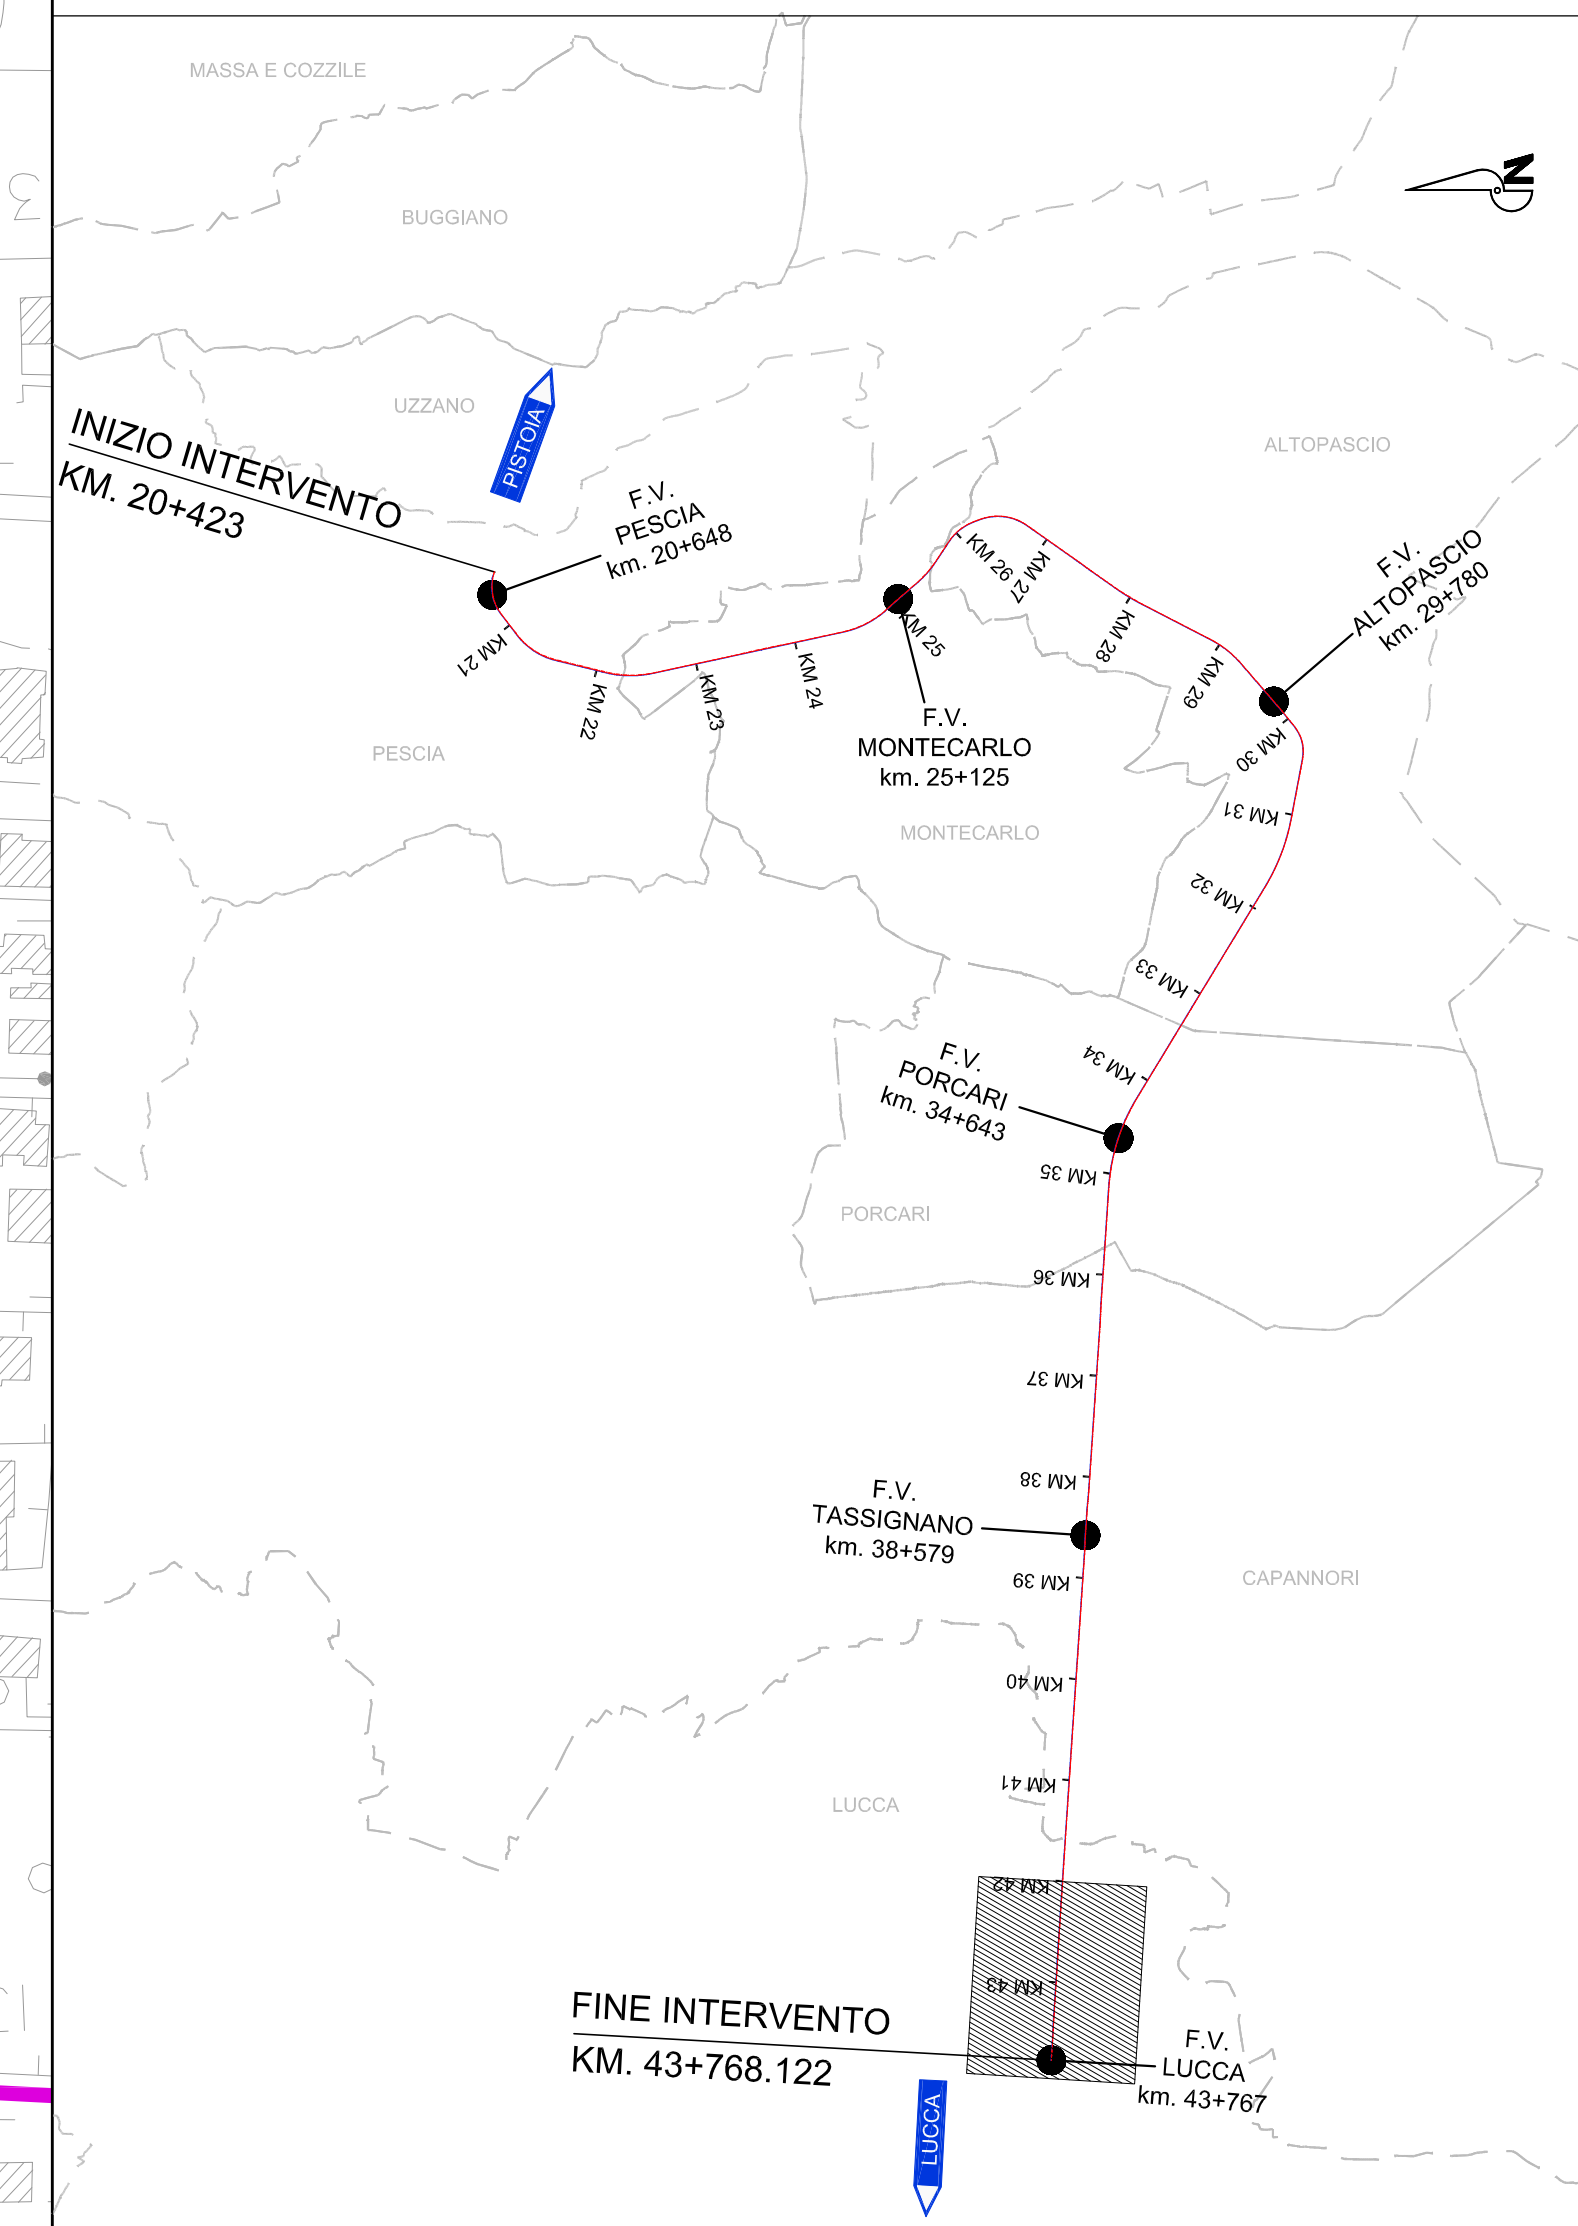 MASSA E COZZILE
N
3
BUGGIANO
UZZANO
PISTOIA
ALTOPASCIO
INIZIO INTERVENTO
KM. 20+423
F.V.
PESCIA
km. 20+648
F.V.
ALTOPASCIO
km. 29+780
KM 21
KM 22
KM 23
KM 24
KM 25
KM 26
KM 27
KM 28
KM 29
KM 30
KM 31
KM 32
KM 33
KM 34
F.V.
MONTECARLO
km. 25+125
PESCIA
MONTECARLO
F.V.
PORCARI
km. 34+643
KM 35
PORCARI
KM 36
KM 37
KM 38
F.V.
TASSIGNANO
km. 38+579
KM 39
CAPANNORI
KM 40
KM 41
LUCCA
KM 42
KM 43
FINE INTERVENTO
KM. 43+768.122
F.V.
LUCCA
km. 43+767
LUCCA